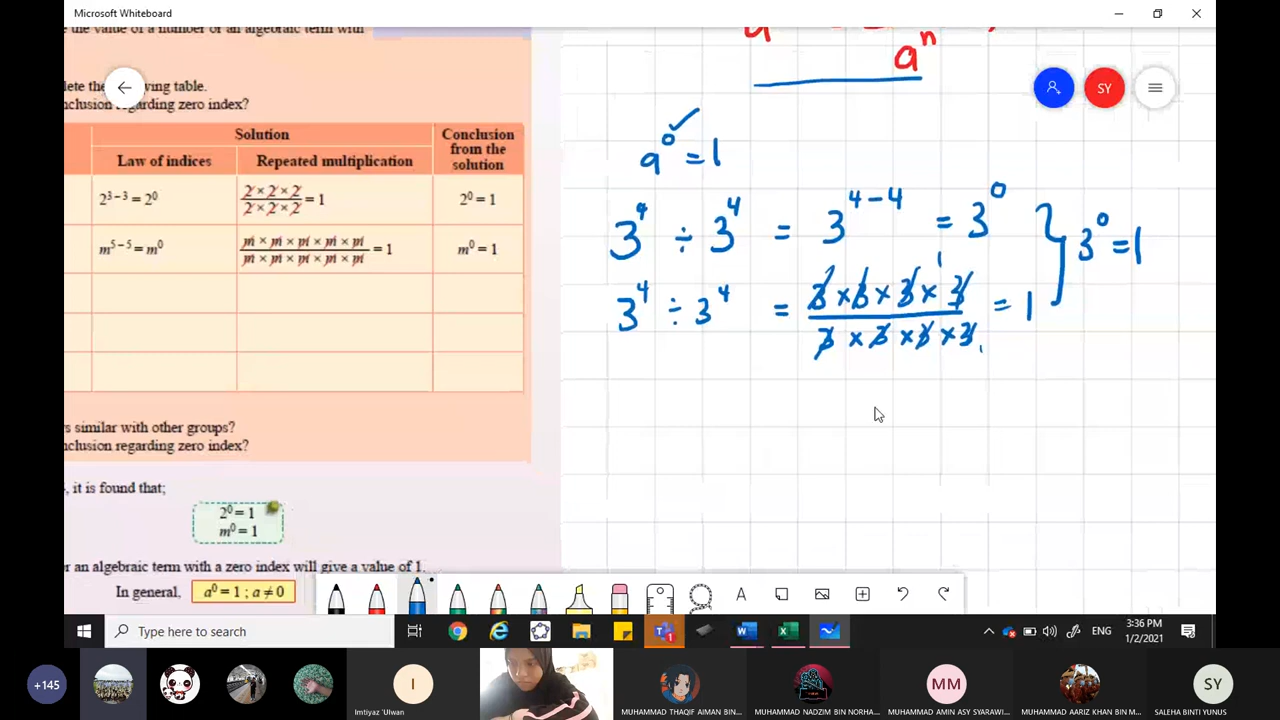 Microsoft Whiteboard
e the value of a number or an algebraic term with
lete the following table.
nclusion regarding zero index?
Solution
Conclusion from the solution
Law of indices
Repeated multiplication
2³⁻³ = 2⁰
2 × 2 × 2 / 2 × 2 × 2 = 1
2⁰ = 1
m⁵⁻⁵ = m⁰
m × m × m × m × m / m × m × m × m × m = 1
m⁰ = 1
s similar with other groups?
nclusion regarding zero index?
, it is found that;
2⁰ = 1
m⁰ = 1
r an algebraic term with a zero index will give a value of 1.
In general, a⁰ = 1 ; a ≠ 0
aⁿ
SY
a⁰ = 1
3⁴ ÷ 3⁴ = 3⁴⁻⁴ = 3⁰
3⁰ = 1
3⁴ ÷ 3⁴ = 3 × 3 × 3 × 3 / 3 × 3 × 3 × 3 = 1
A
Type here to search
ENG
3:36 PM
1/2/2021
+145
I
Imtiyaz 'Ulwan
MUHAMMAD THAQIF AIMAN BIN...
MUHAMMAD NADZIM BIN NORHA...
MM
MUHAMMAD AMIN ASY SYARAWI...
MUHAMMAD AARIZ KHAN BIN M...
SY
SALEHA BINTI YUNUS